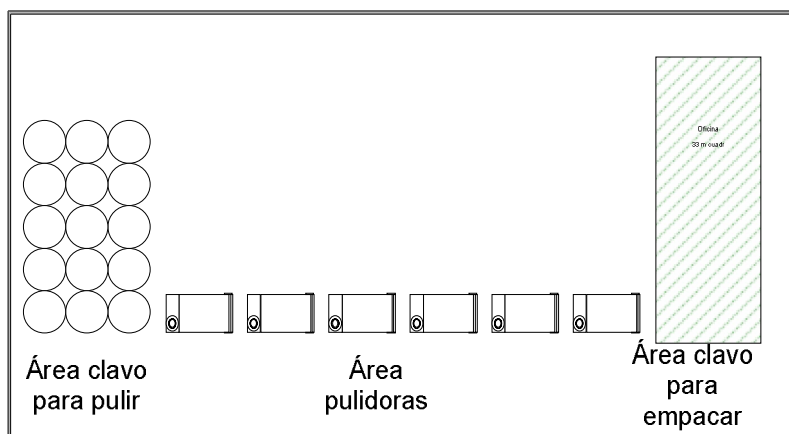 Oficina
33 m cuad
Área clavo
para pulir
Área
pulidoras
Área clavo
para
empacar